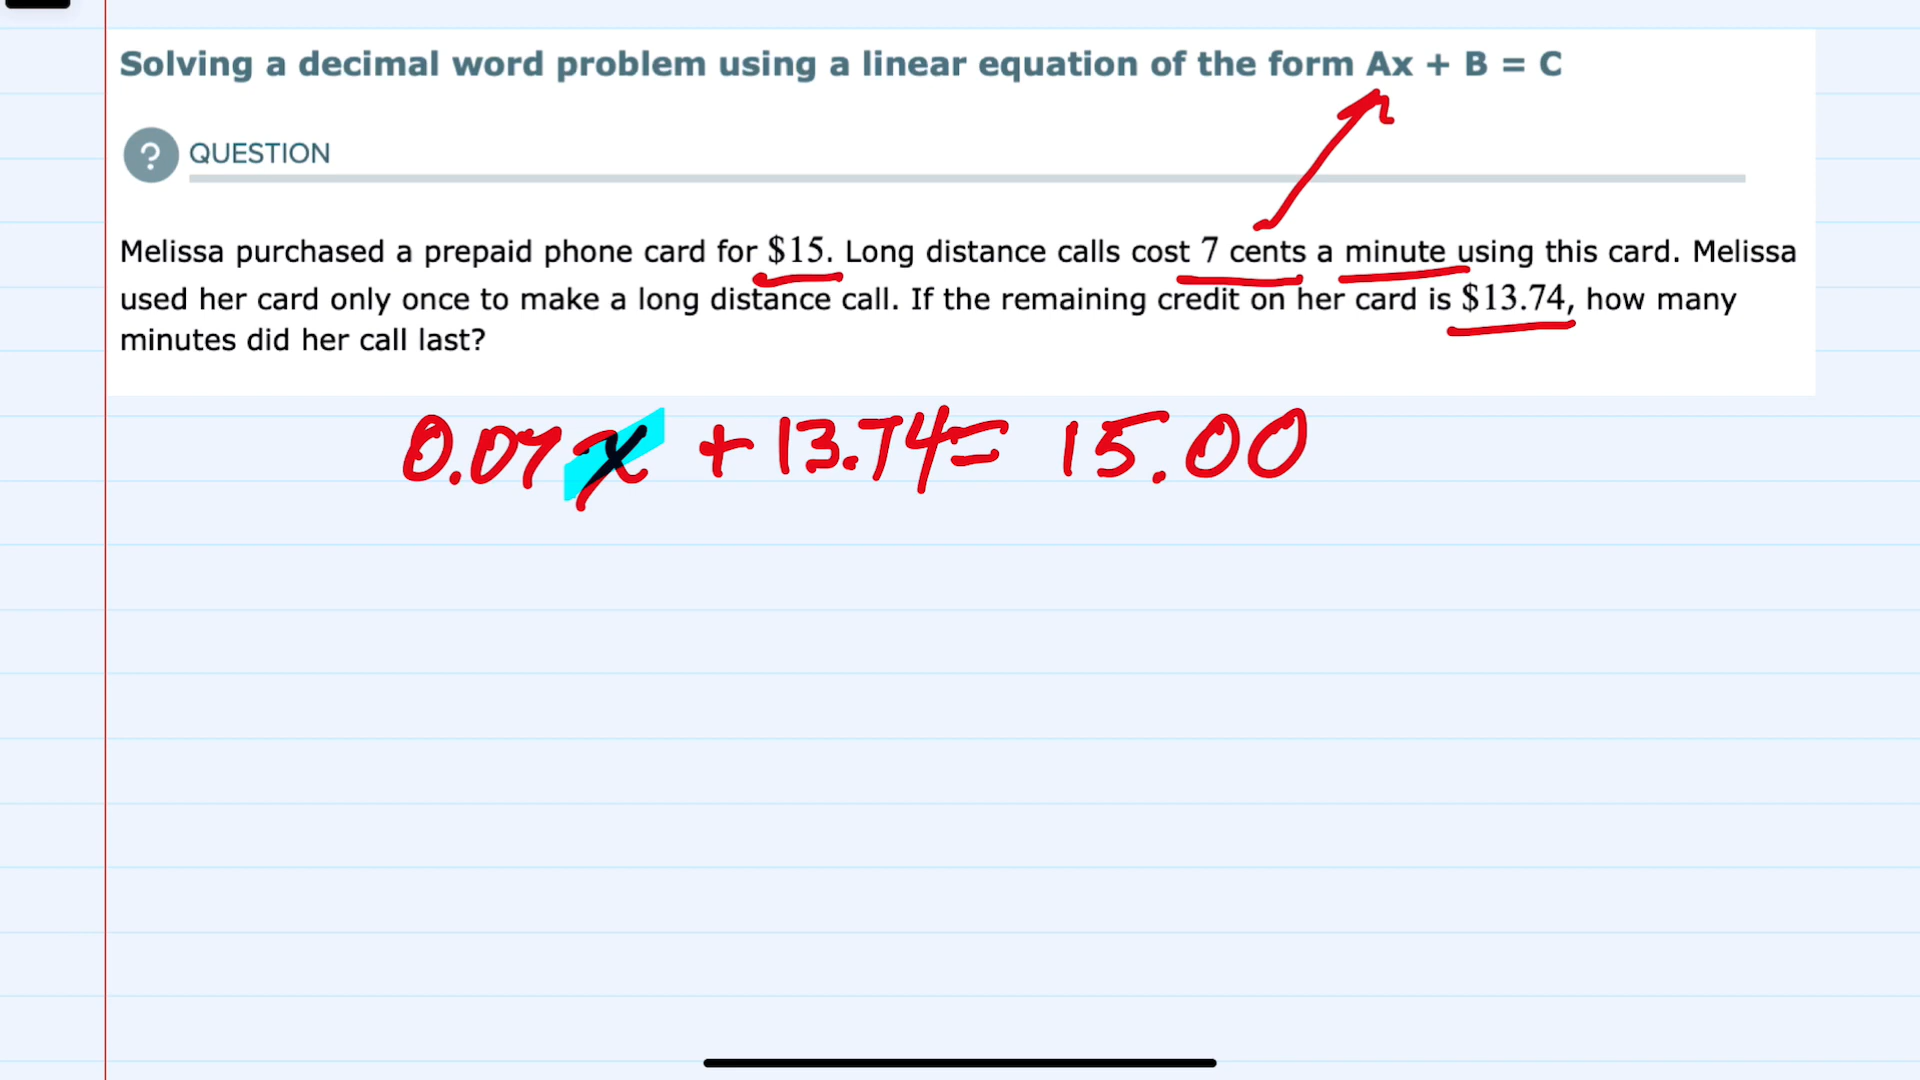 Solving a decimal word problem using a linear equation of the form Ax + B = C
? QUESTION
Melissa purchased a prepaid phone card for $15. Long distance calls cost 7 cents a minute using this card. Melissa
used her card only once to make a long distance call. If the remaining credit on her card is $13.74, how many
minutes did her call last?
0.07x + 13.74 = 15.00